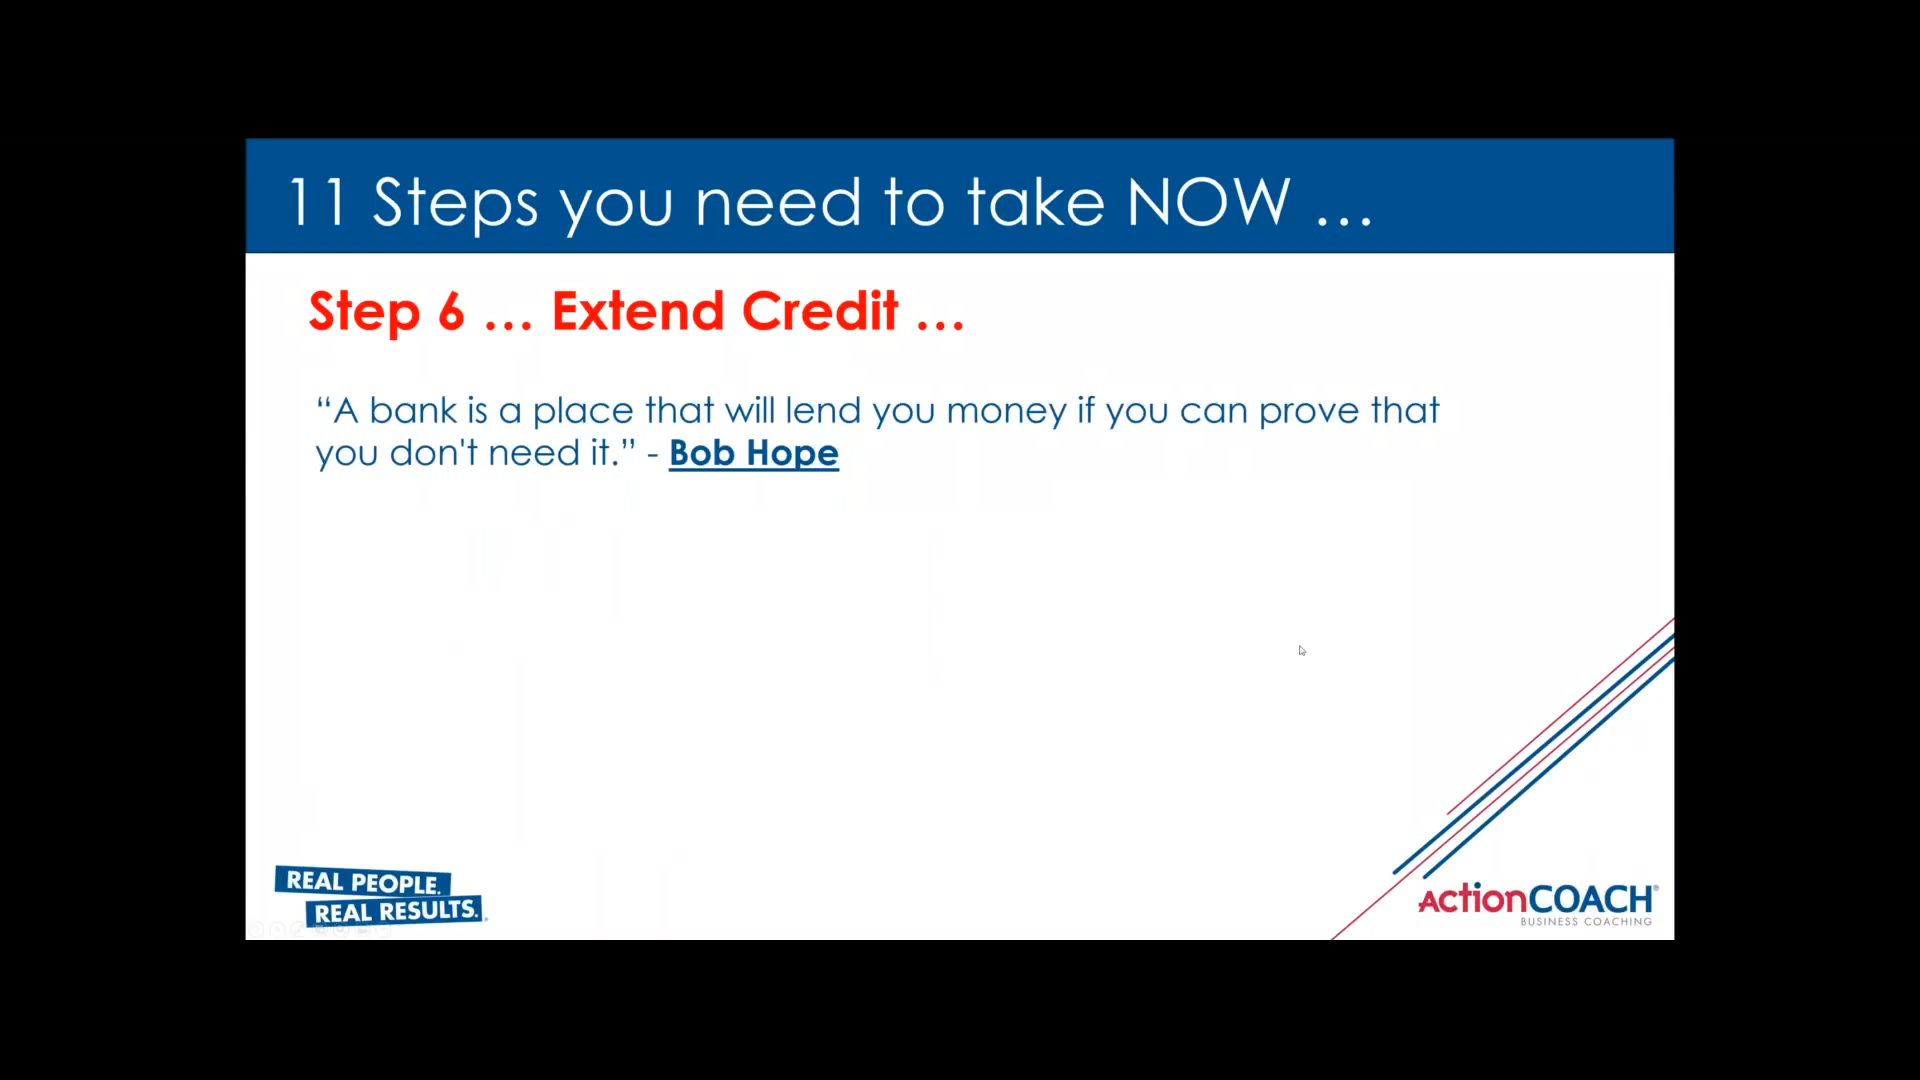 11 Steps you need to take NOW ...
Step 6 ... Extend Credit ...
“A bank is a place that will lend you money if you can prove that
you don't need it.” - Bob Hope
REAL PEOPLE.
REAL RESULTS.
ActionCOACH®
BUSINESS COACHING